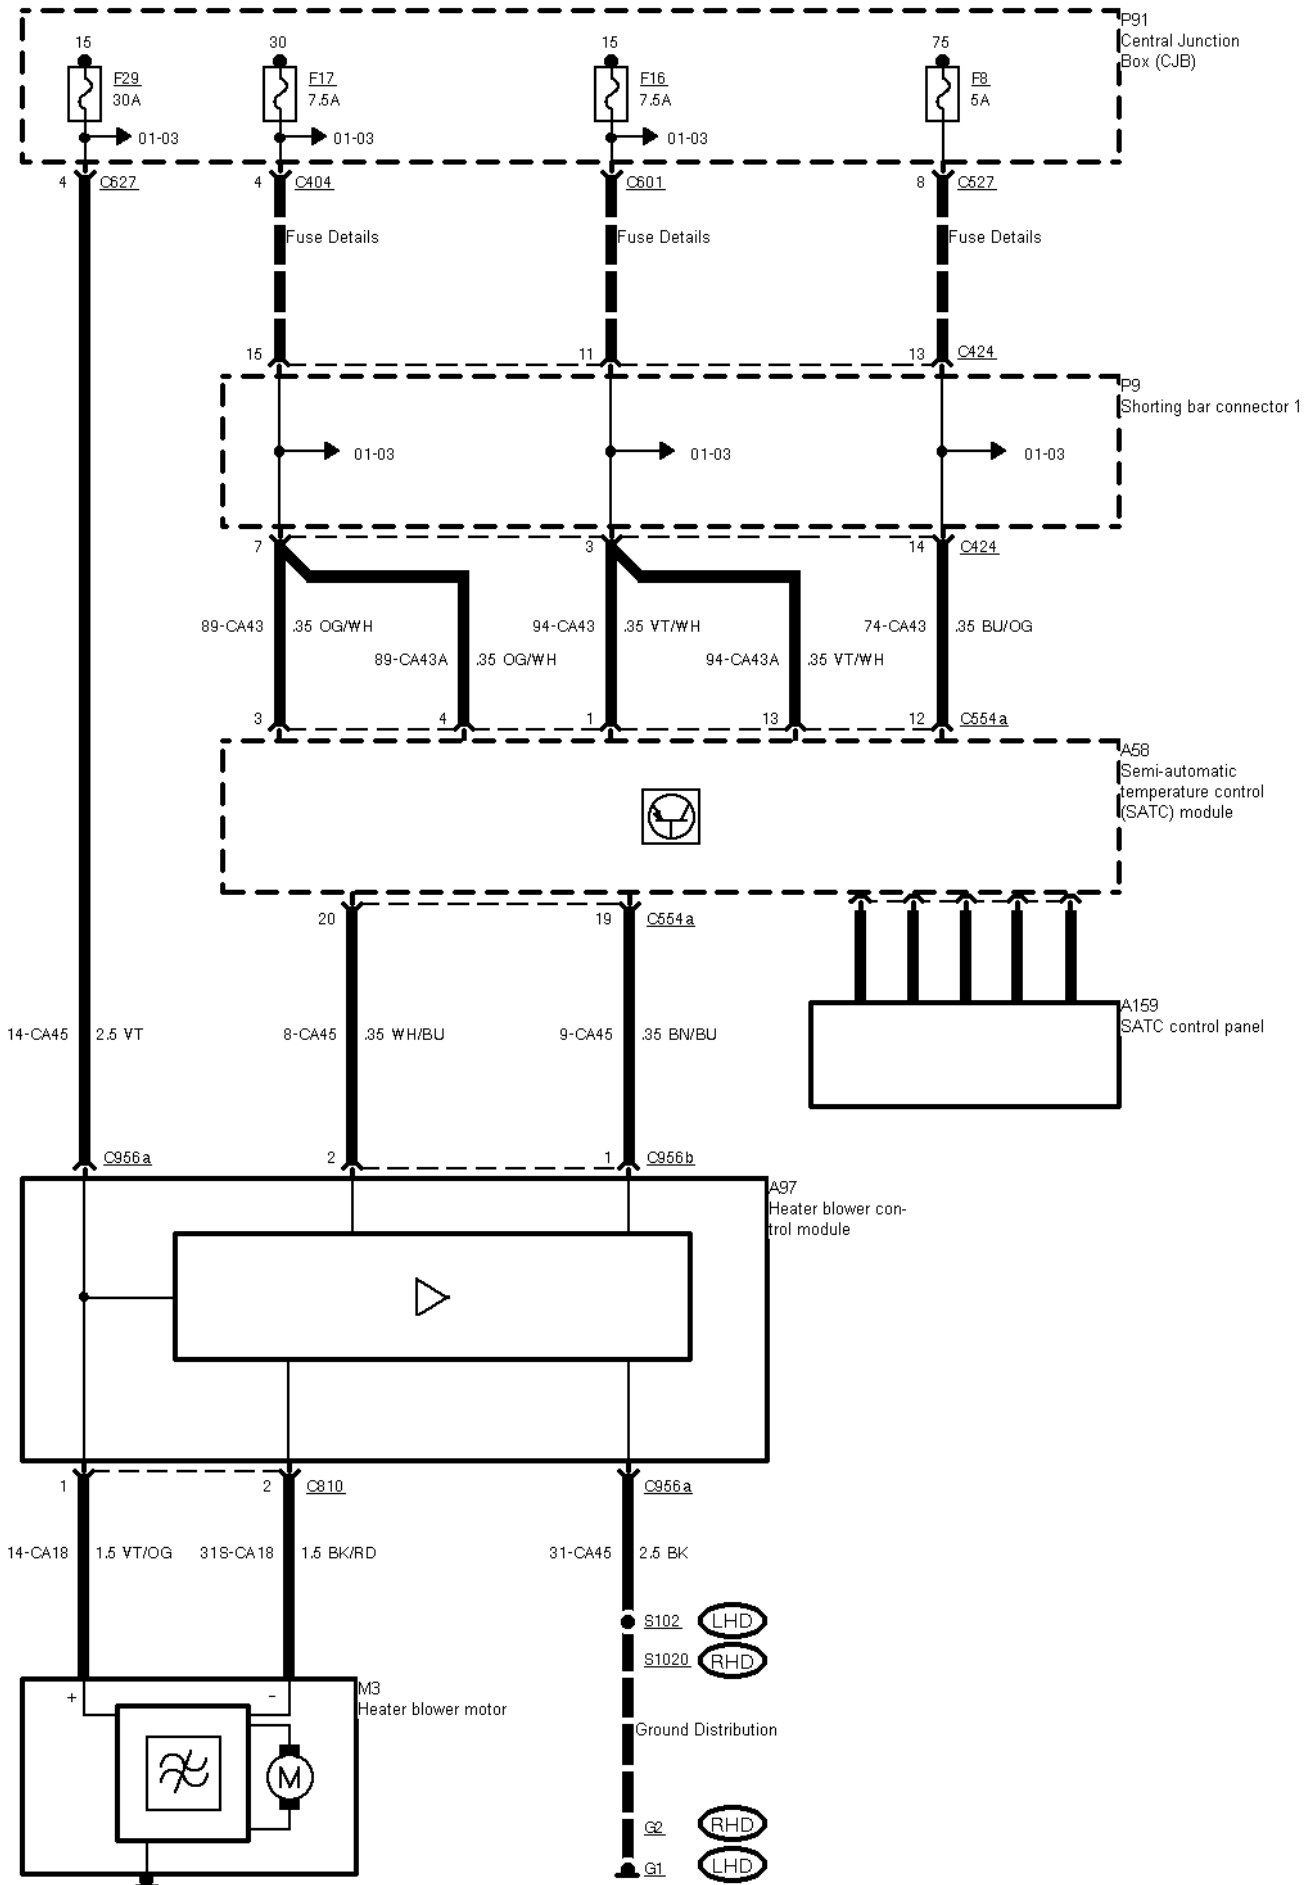 P91
Central Junction
Box (CJB)
15
30
15
75
F29
30A
F17
7.5A
F16
7.5A
F8
5A
01-03
01-03
01-03
4
C627
4
C404
C601
8
C527
Fuse Details
Fuse Details
Fuse Details
15
11
13
C424
P9
Shorting bar connector 1
01-03
01-03
01-03
7
3
14
C424
89-CA43
.35 OG/WH
94-CA43
.35 VT/WH
74-CA43
.35 BU/OG
89-CA43A
.35 OG/WH
94-CA43A
.35 VT/WH
3
4
1
13
12
C554a
A58
Semi-automatic
temperature control
(SATC) module
20
19
C554a
A159
SATC control panel
14-CA45
2.5 VT
8-CA45
.35 WH/BU
9-CA45
.35 BN/BU
C956a
2
1
C956b
A97
Heater blower con-
trol module
1
2
C810
C956a
14-CA18
1.5 VT/OG
31S-CA18
1.5 BK/RD
31-CA45
2.5 BK
S102
LHD
S1020
RHD
M3
Heater blower motor
+
-
M
Ground Distribution
G2
RHD
G1
LHD